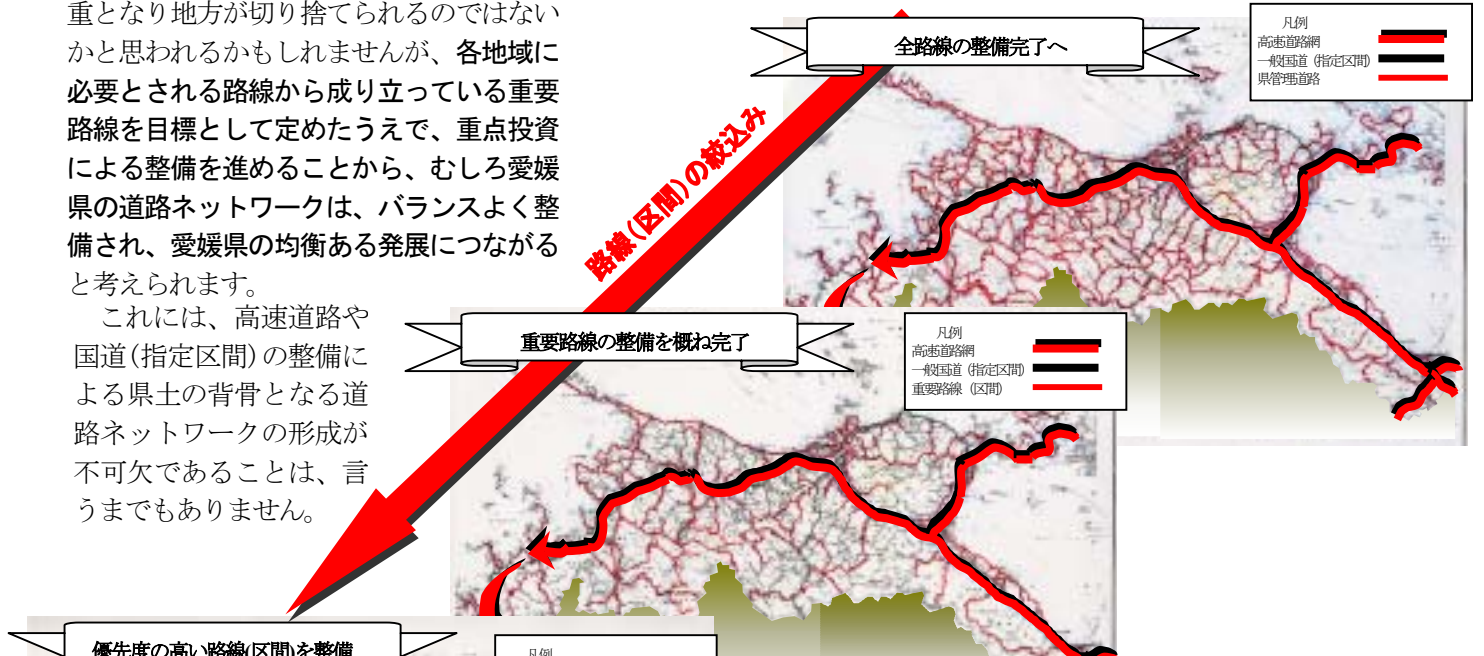 重となり地方が切り捨てられるのではない
かと思われるかもしれませんが、各地域に
必要とされる路線から成り立っている重要
路線を目標として定めたうえで、重点投資
による整備を進めることから、むしろ愛媛
県の道路ネットワークは、バランスよく整
備され、愛媛県の均衡ある発展につながる
と考えられます。
これには、高速道路や
国道(指定区間)の整備に
よる県土の背骨となる道
路ネットワークの形成が
不可欠であることは、言
うまでもありません。
全路線の整備完了へ
凡例
高速道路網
一般国道（指定区間）
県管理道路
路線(区間)の絞込み
重要路線の整備を概ね完了
凡例
高速道路網
一般国道（指定区間）
重要路線（区間）
優先度の高い路線(区間)を整備
凡例